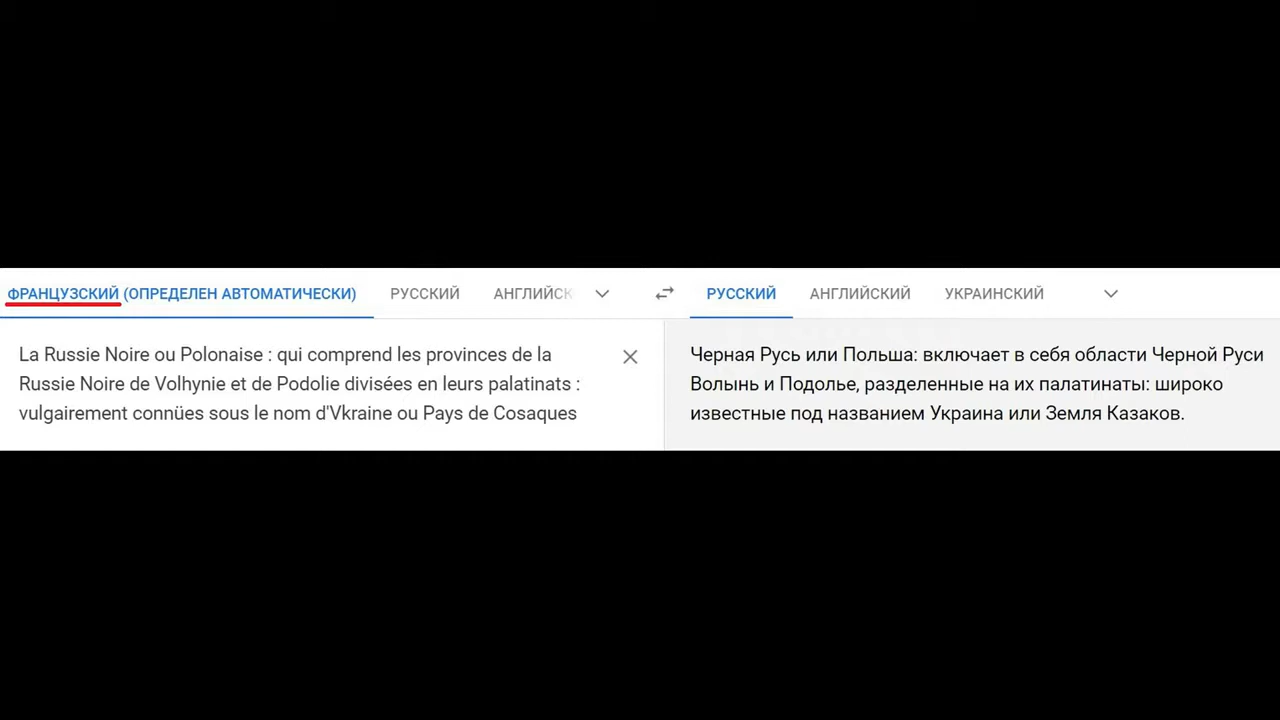 ФРАНЦУЗСКИЙ (ОПРЕДЕЛЕН АВТОМАТИЧЕСКИ) РУССКИЙ АНГЛИЙСК РУССКИЙ АНГЛИЙСКИЙ УКРАИНСКИЙ
La Russie Noire ou Polonaise : qui comprend les provinces de la
Russie Noire de Volhynie et de Podolie divisées en leurs palatinats :
vulgairement connües sous le nom d'Vkraine ou Pays de Cosaques
Черная Русь или Польша: включает в себя области Черной Руси
Волынь и Подолье, разделенные на их палатинаты: широко
известные под названием Украина или Земля Казаков.